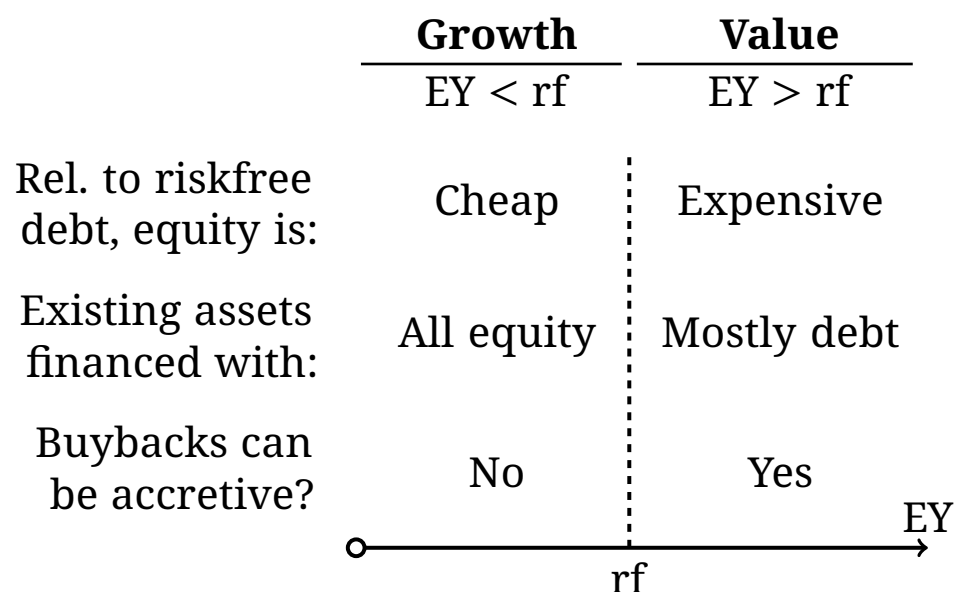 Growth Value
EY < rf EY > rf
Rel. to riskfree
debt, equity is:
Cheap Expensive
Existing assets
financed with:
All equity Mostly debt
Buybacks can
be accretive?
No Yes
EY
rf